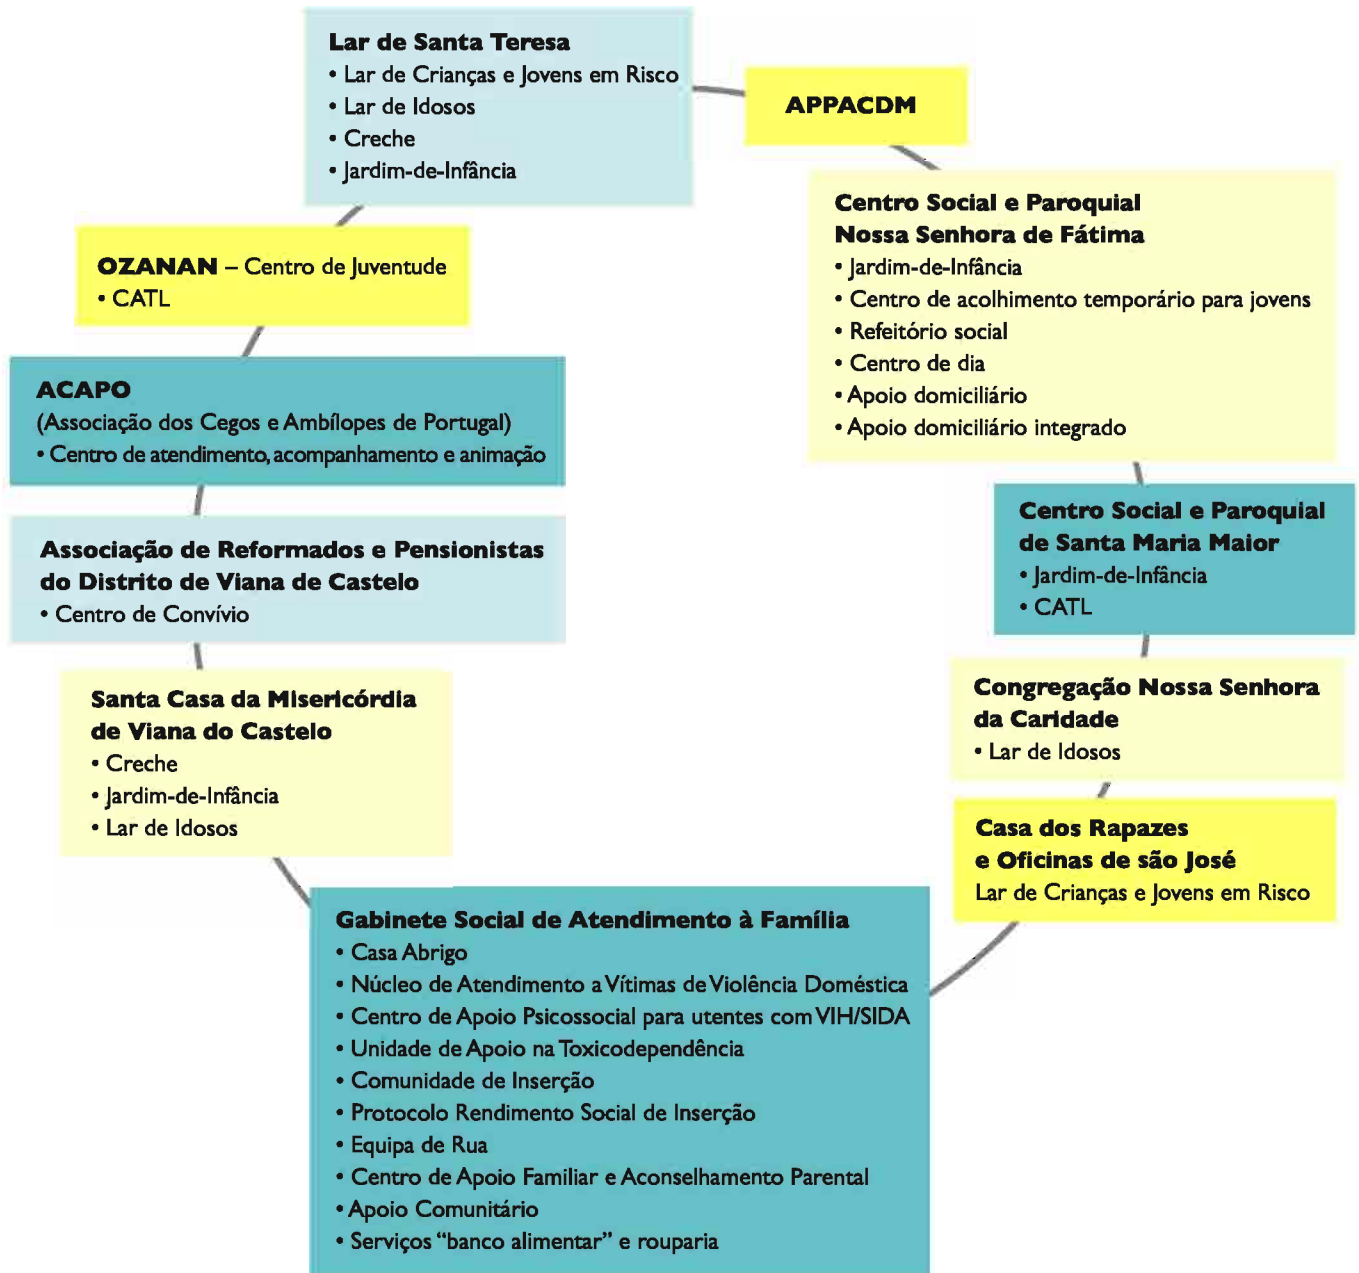 Lar de Santa Teresa
• Lar de Crianças e Jovens em Risco
• Lar de Idosos
• Creche
• Jardim-de-Infância
APPACDM
Centro Social e Paroquial
Nossa Senhora de Fátima
• Jardim-de-Infância
• Centro de acolhimento temporário para jovens
• Refeitório social
• Centro de dia
• Apoio domiciliário
• Apoio domiciliário integrado
Centro Social e Paroquial
de Santa Maria Maior
• Jardim-de-Infância
• CATL
Congregação Nossa Senhora
da Caridade
• Lar de Idosos
Casa dos Rapazes
e Oficinas de são José
Lar de Crianças e Jovens em Risco
Gabinete Social de Atendimento à Família
• Casa Abrigo
• Núcleo de Atendimento a Vítimas de Violência Doméstica
• Centro de Apoio Psicossocial para utentes com VIH/SIDA
• Unidade de Apoio na Toxicodependência
• Comunidade de Inserção
• Protocolo Rendimento Social de Inserção
• Equipa de Rua
• Centro de Apoio Familiar e Aconselhamento Parental
• Apoio Comunitário
• Serviços “banco alimentar” e rouparia
Santa Casa da Misericórdia
de Viana do Castelo
• Creche
• Jardim-de-Infância
• Lar de Idosos
Associação de Reformados e Pensionistas
do Distrito de Viana de Castelo
• Centro de Convívio
ACAPO
(Associação dos Cegos e Ambílopes de Portugal)
• Centro de atendimento, acompanhamento e animação
OZANAN – Centro de Juventude
• CATL